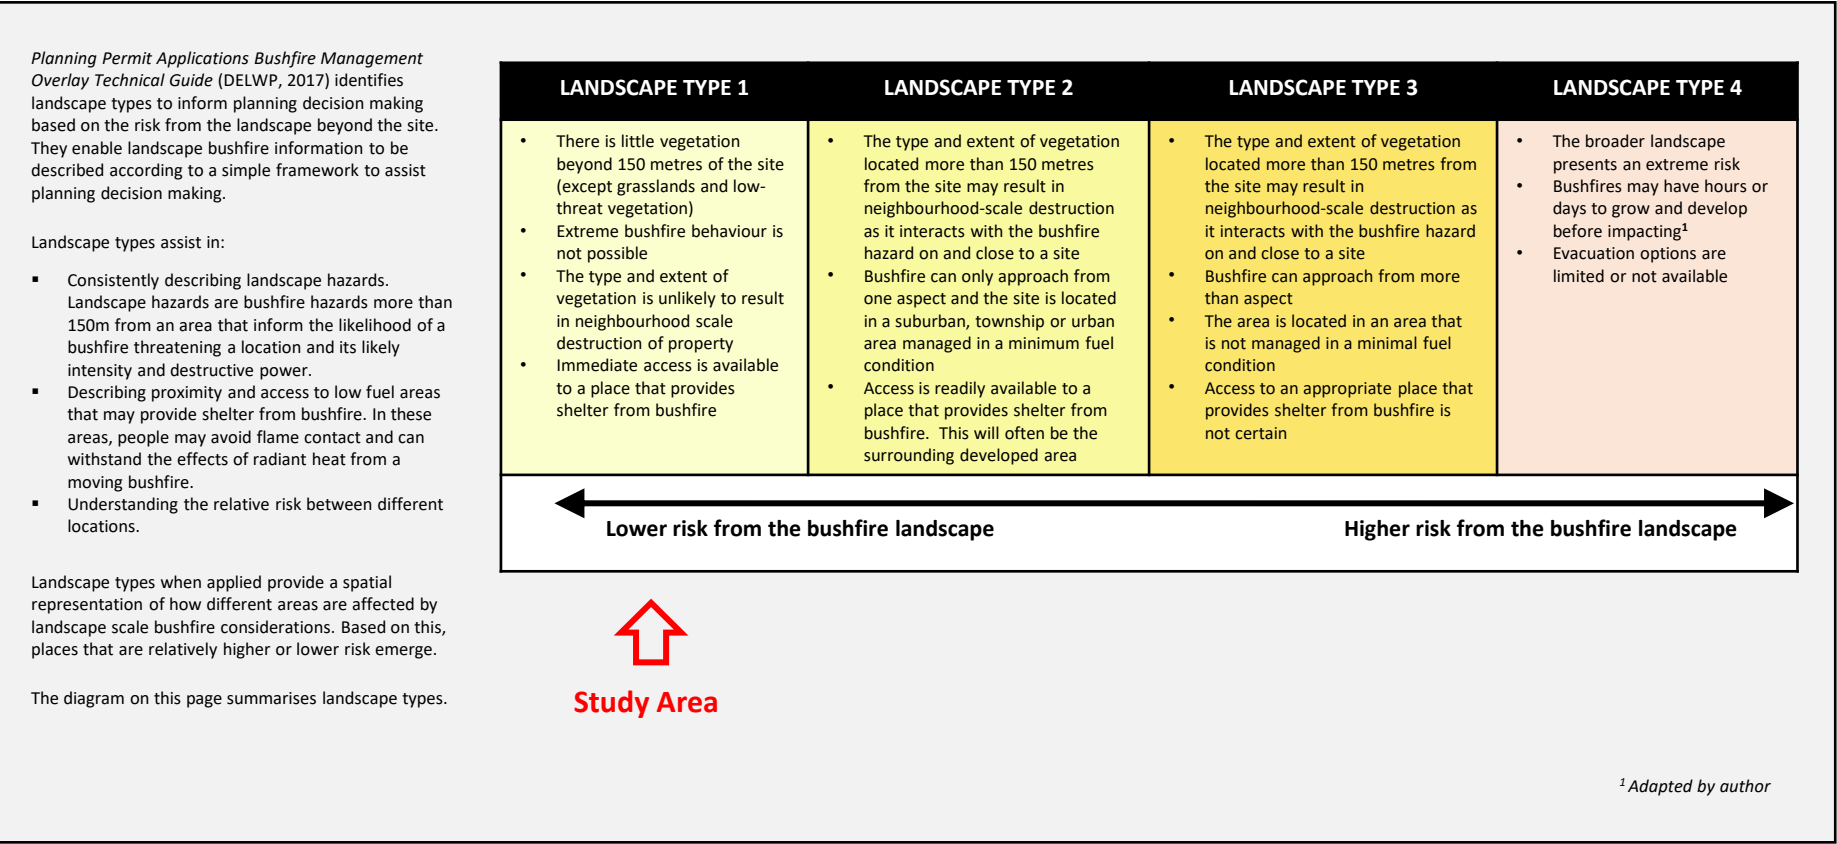 Planning Permit Applications Bushfire Management
Overlay Technical Guide (DELWP, 2017) identifies
landscape types to inform planning decision making
based on the risk from the landscape beyond the site.
They enable landscape bushfire information to be
described according to a simple framework to assist
planning decision making.
Landscape types assist in:
▪ Consistently describing landscape hazards.
Landscape hazards are bushfire hazards more than
150m from an area that inform the likelihood of a
bushfire threatening a location and its likely
intensity and destructive power.
▪ Describing proximity and access to low fuel areas
that may provide shelter from bushfire. In these
areas, people may avoid flame contact and can
withstand the effects of radiant heat from a
moving bushfire.
▪ Understanding the relative risk between different
locations.
Landscape types when applied provide a spatial
representation of how different areas are affected by
landscape scale bushfire considerations. Based on this,
places that are relatively higher or lower risk emerge.
The diagram on this page summarises landscape types.
LANDSCAPE TYPE 1
• There is little vegetation
beyond 150 metres of the site
(except grasslands and low-
threat vegetation)
• Extreme bushfire behaviour is
not possible
• The type and extent of
vegetation is unlikely to result
in neighbourhood scale
destruction of property
• Immediate access is available
to a place that provides
shelter from bushfire
LANDSCAPE TYPE 2
• The type and extent of vegetation
located more than 150 metres
from the site may result in
neighbourhood-scale destruction
as it interacts with the bushfire
hazard on and close to a site
• Bushfire can only approach from
one aspect and the site is located
in a suburban, township or urban
area managed in a minimum fuel
condition
• Access is readily available to a
place that provides shelter from
bushfire. This will often be the
surrounding developed area
LANDSCAPE TYPE 3
• The type and extent of vegetation
located more than 150 metres from
the site may result in
neighbourhood-scale destruction as
it interacts with the bushfire hazard
on and close to a site
• Bushfire can approach from more
than aspect
• The area is located in an area that
is not managed in a minimal fuel
condition
• Access to an appropriate place that
provides shelter from bushfire is
not certain
LANDSCAPE TYPE 4
• The broader landscape
presents an extreme risk
• Bushfires may have hours or
days to grow and develop
before impacting¹
• Evacuation options are
limited or not available
Lower risk from the bushfire landscape
Higher risk from the bushfire landscape
Study Area
¹ Adapted by author